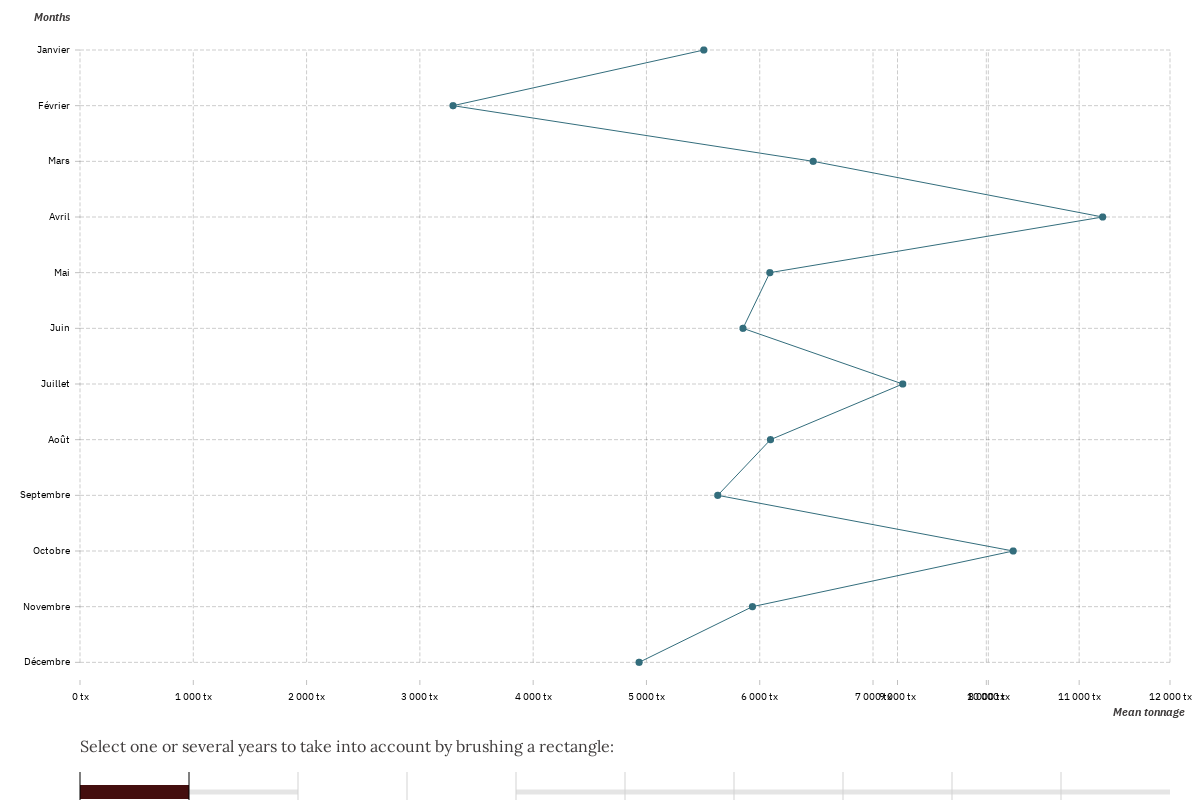 Months
Janvier
Février
Mars
Avril
Mai
Juin
Juillet
Août
Septembre
Octobre
Novembre
Décembre
0 tx 1 000 tx 2 000 tx 3 000 tx 4 000 tx 5 000 tx 6 000 tx 11 000 tx 12 000 tx
Mean tonnage
Select one or several years to take into account by brushing a rectangle: